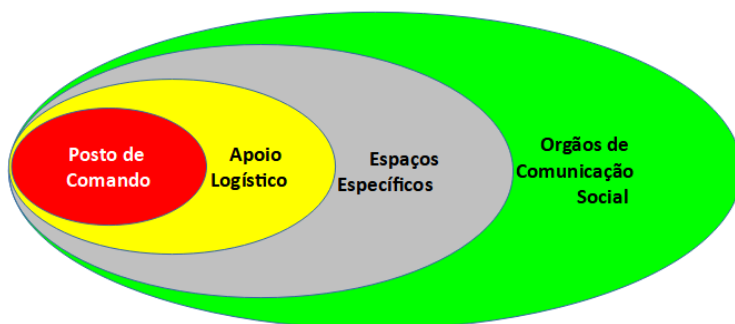 Posto de
Comando
Apoio
Logístico
Espaços
Específicos
Orgãos de
Comunicação
Social